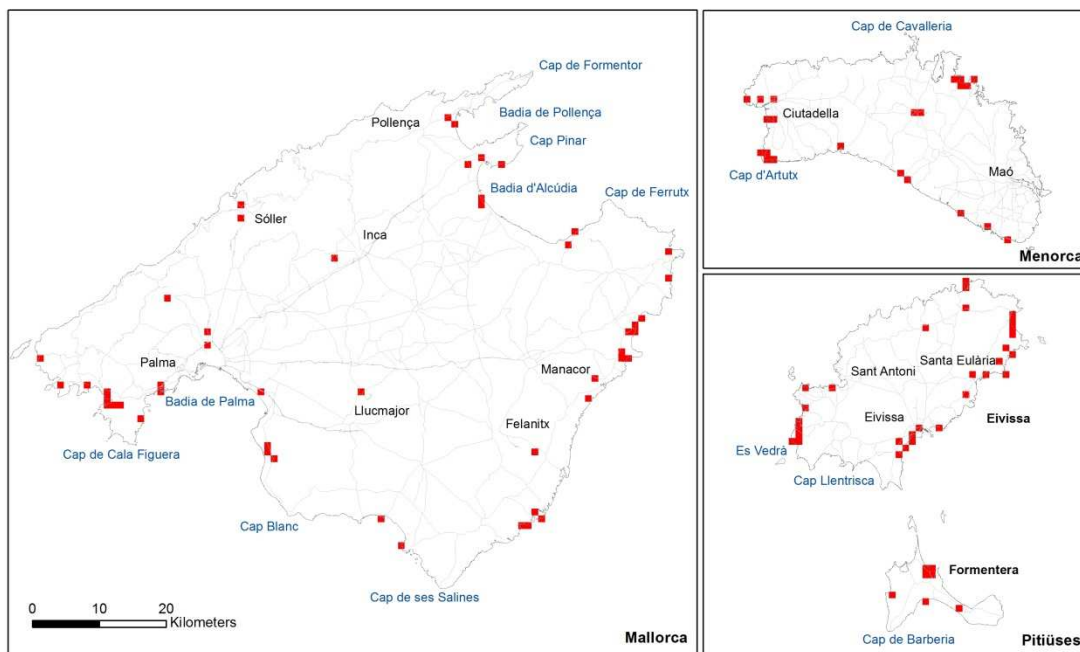 Cap de Formentor
Badia de Pollença
Pollença
Cap Pinar
Badia d'Alcúdia
Cap de Ferrutx
Sóller
Inca
Palma
Manacor
Badia de Palma
Llucmajor
Felanitx
Cap de Cala Figuera
Cap Blanc
Cap de ses Salines
0 10 20
Kilometers
Mallorca
Cap de Cavalleria
Ciutadella
Cap d'Artutx
Maó
Menorca
Santa Eulària
Sant Antoni
Eivissa
Eivissa
Es Vedrà
Cap Llentrisca
Formentera
Cap de Barberia
Pitiüses